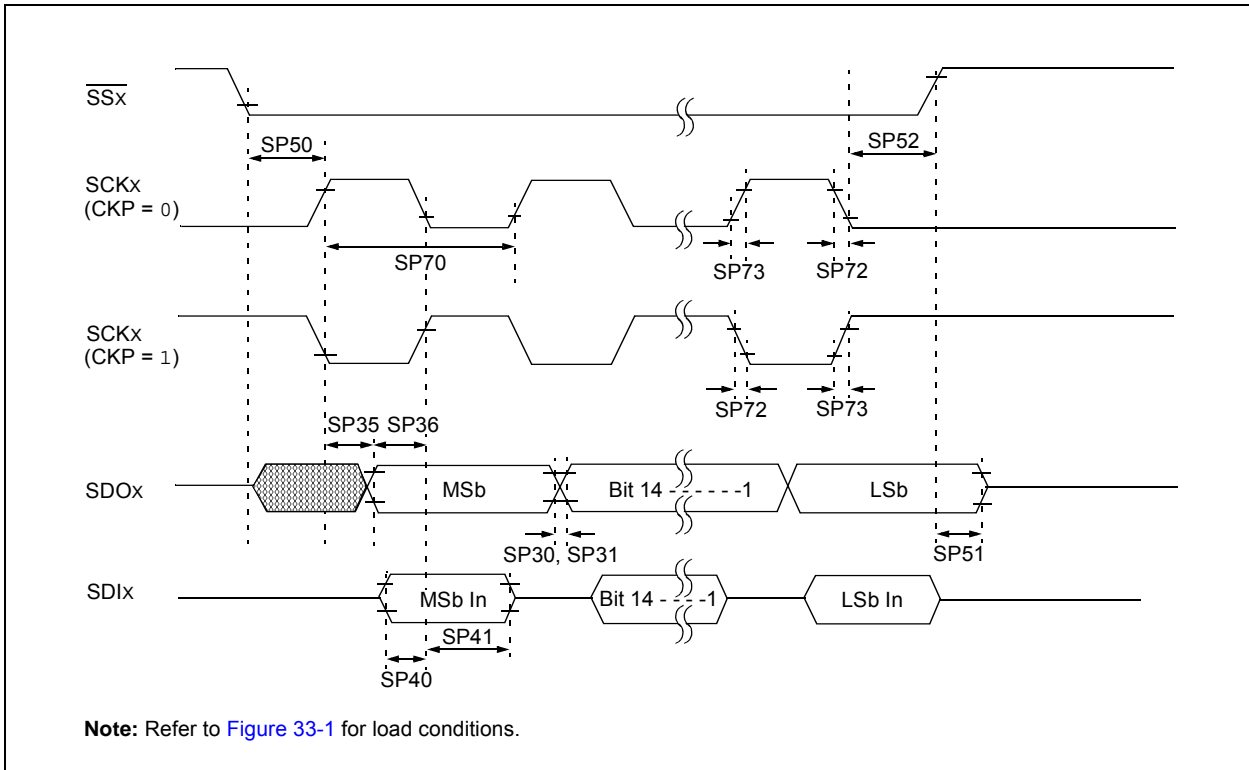 SSx
SP50
SP52
SCKx
(CKP = 0)
SP70
SP73
SP72
SCKx
(CKP = 1)
SP72
SP73
SP35
SP36
SDOx
MSb
Bit 14 - - - - - -1
LSb
SP30, SP31
SP51
SDIx
MSb In
Bit 14 - - - -1
LSb In
SP41
SP40
Note: Refer to Figure 33-1 for load conditions.